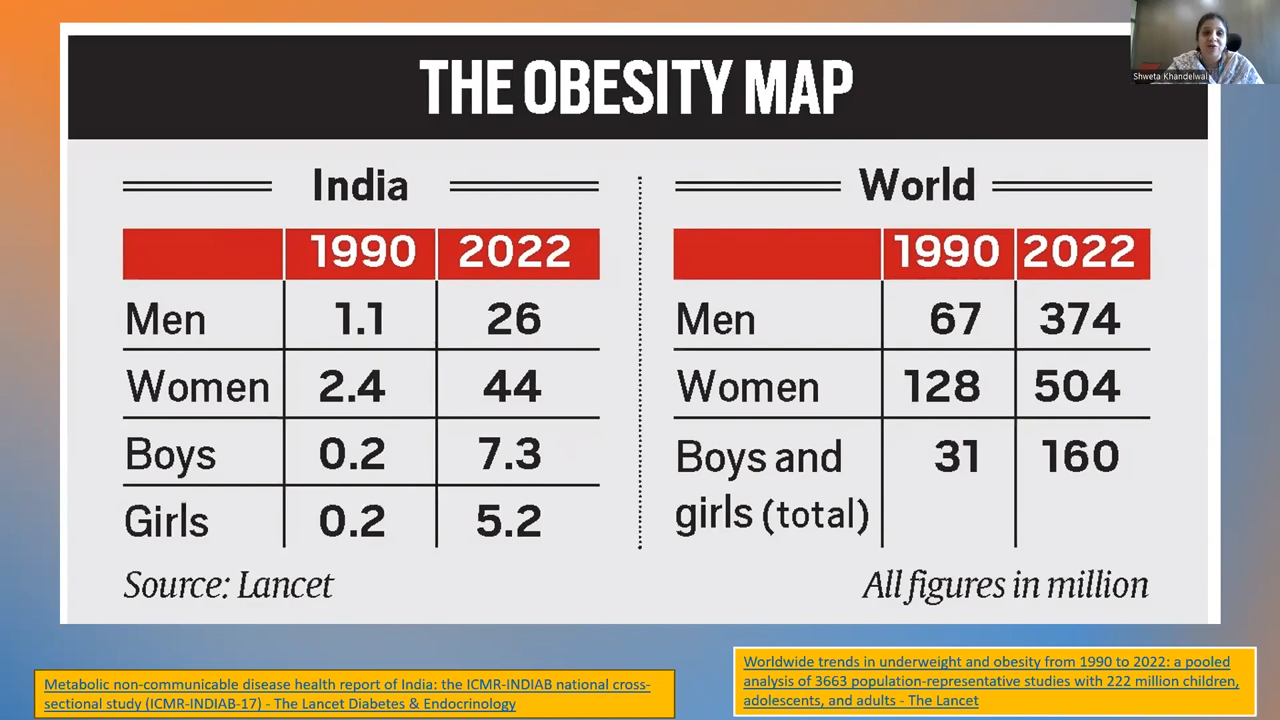 THE OBESITY MAP
Shweta Khandelwal
India
1990 2022
Men 1.1 26
Women 2.4 44
Boys 0.2 7.3
Girls 0.2 5.2
Source: Lancet
World
1990 2022
Men 67 374
Women 128 504
Boys and 31 160
girls (total)
All figures in million
Metabolic non-communicable disease health report of India: the ICMR-INDIAB national cross-
sectional study (ICMR-INDIAB-17) - The Lancet Diabetes & Endocrinology
Worldwide trends in underweight and obesity from 1990 to 2022: a pooled
analysis of 3663 population-representative studies with 222 million children,
adolescents, and adults - The Lancet